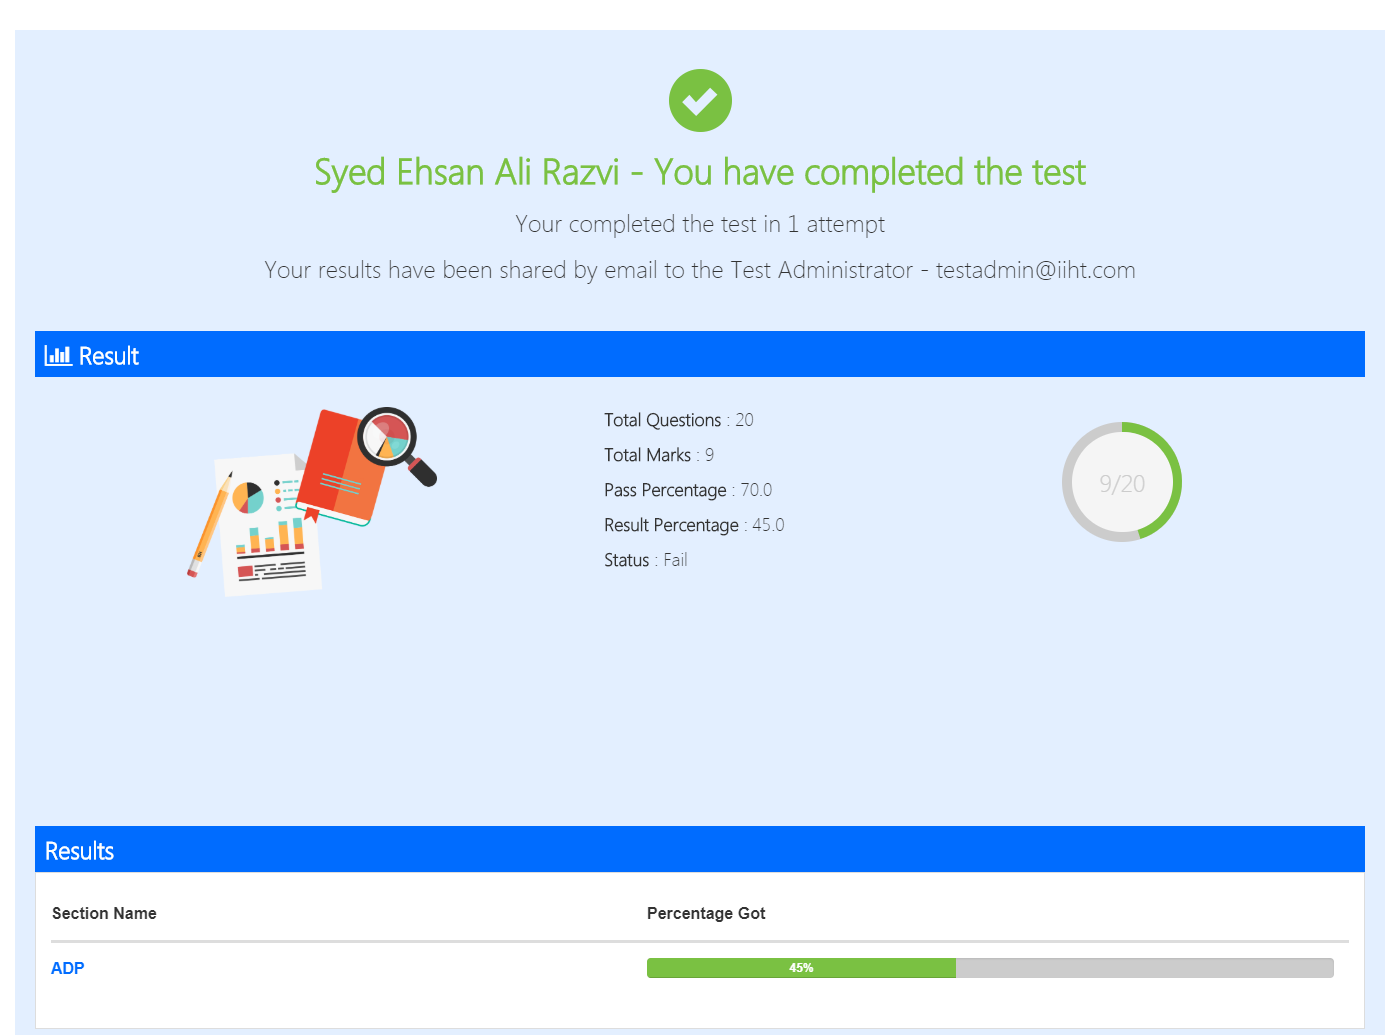 Syed Ehsan Ali Razvi - You have completed the test
Your completed the test in 1 attempt
Your results have been shared by email to the Test Administrator - testadmin@iiht.com
Result
Total Questions : 20
Total Marks : 9
Pass Percentage : 70.0
Result Percentage : 45.0
Status : Fail
9/20
Results
Section Name Percentage Got
ADP 45%